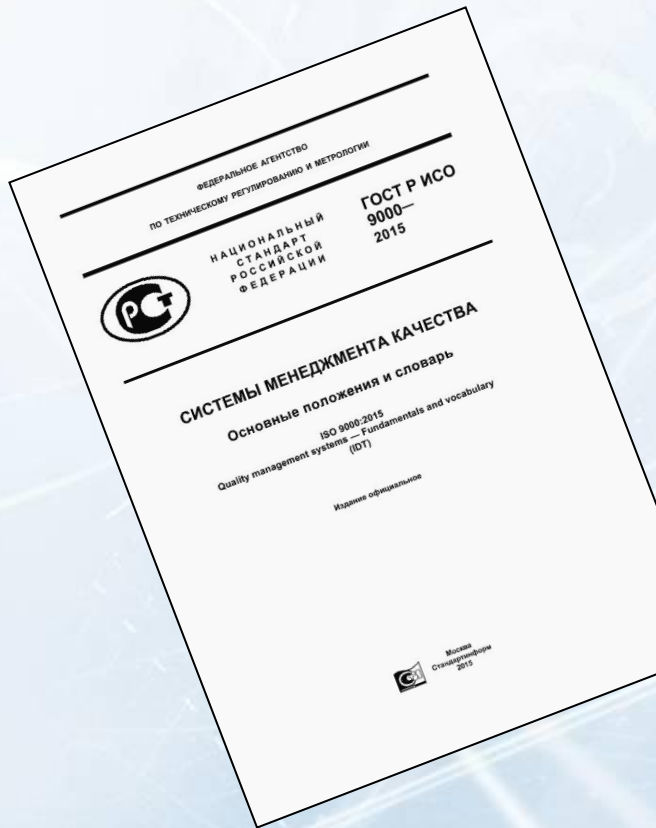 ФЕДЕРАЛЬНОЕ АГЕНТСТВО
ПО ТЕХНИЧЕСКОМУ РЕГУЛИРОВАНИЮ И МЕТРОЛОГИИ
НАЦИОНАЛЬНЫЙ
СТАНДАРТ
РОССИЙСКОЙ
ФЕДЕРАЦИИ
ГОСТ Р ИСО
9000—
2015
СИСТЕМЫ МЕНЕДЖМЕНТА КАЧЕСТВА
Основные положения и словарь
ISO 9000:2015
Quality management systems — Fundamentals and vocabulary
(IDT)
Издание официальное
Москва
Стандартинформ
2015